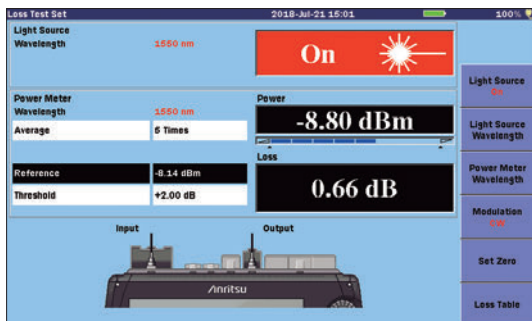 Loss Test Set
2018-Jul-21 15:01
100%
Light Source
Wavelength
1550 nm
On
Power Meter
Wavelength
1550 nm
Average
5 Times
Reference
-8.14 dBm
Threshold
+2.00 dB
Power
-8.80 dBm
Loss
0.66 dB
Input
Output
Anritsu
Light Source
On
Light Source
Wavelength
Power Meter
Wavelength
Modulation
Set Zero
Loss Table